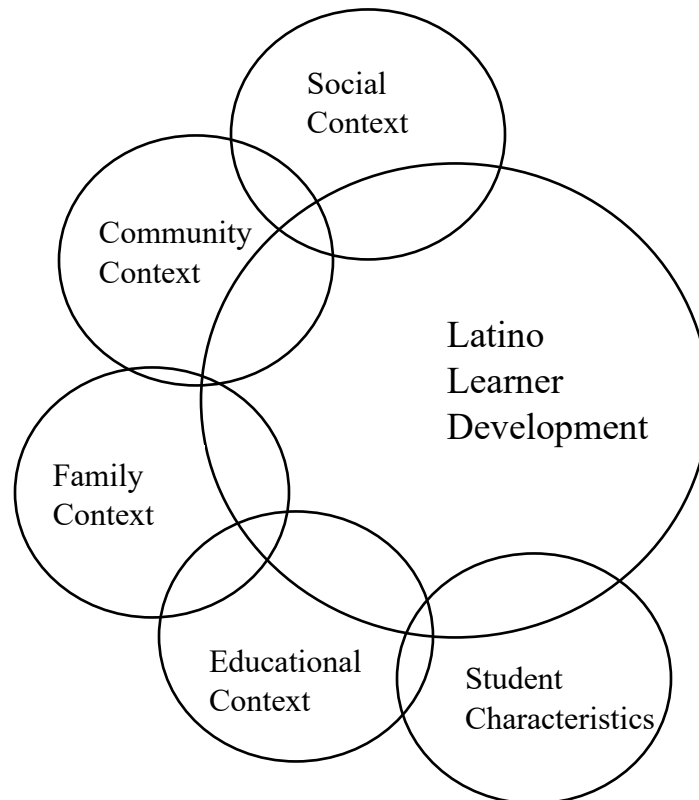 Social
Context
Community
Context
Latino
Learner
Development
Family
Context
Educational
Context
Student
Characteristics